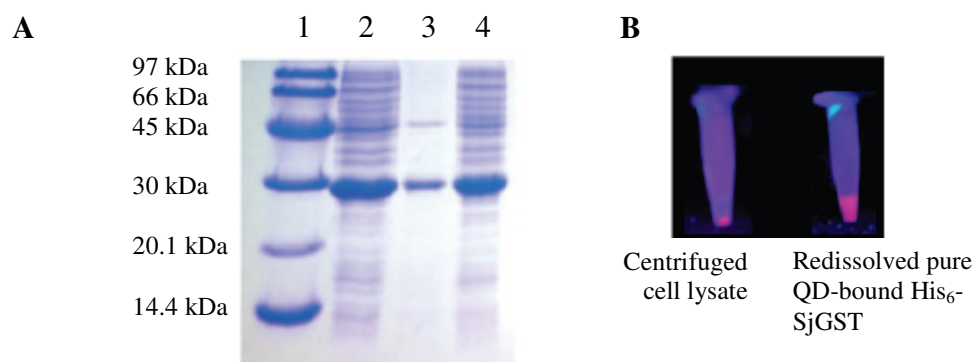 A
1 2 3 4
97 kDa
66 kDa
45 kDa
30 kDa
20.1 kDa
14.4 kDa
B
Centrifuged
cell lysate
Redissolved pure
QD-bound His₆-
SjGST